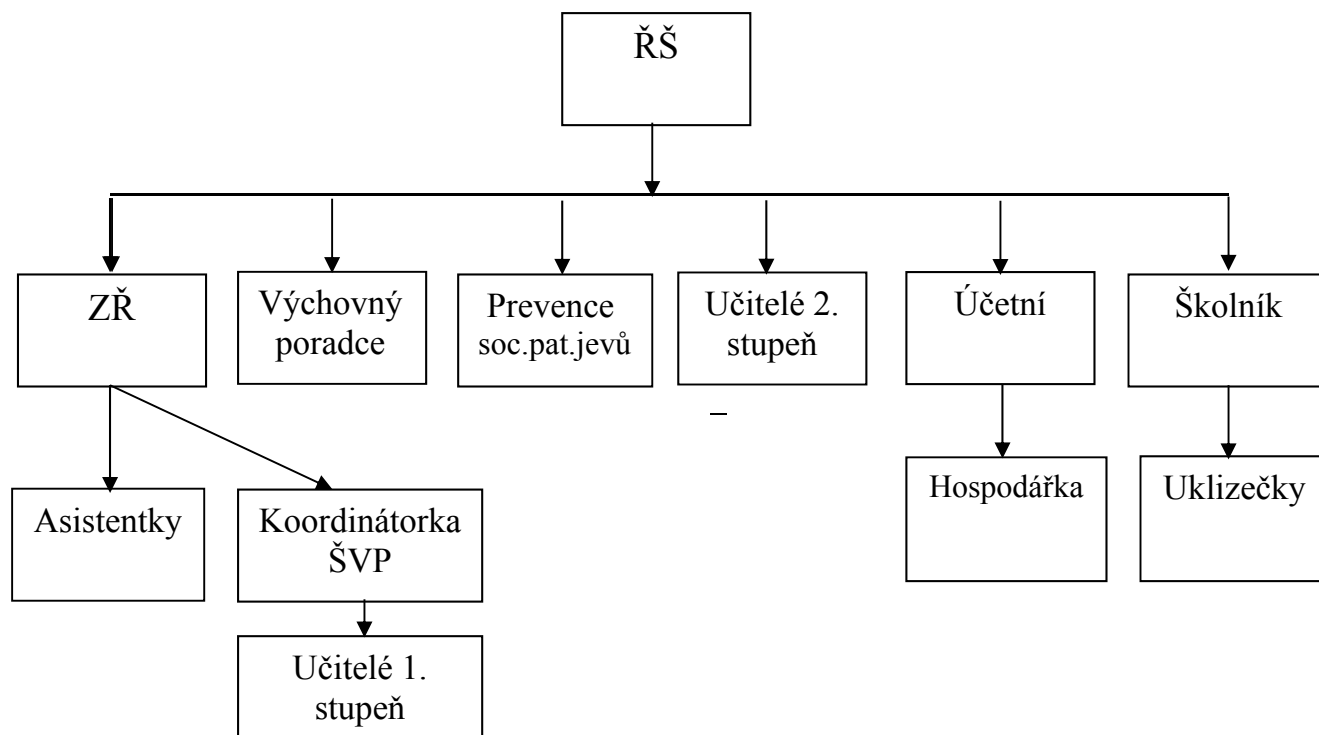 ŘŠ
ZŘ
Výchovný
poradce
Prevence
soc.pat.jevů
Učitelé 2.
stupeň
Účetní
Školník
–
Asistentky
Koordinátorka
ŠVP
Hospodářka
Uklizečky
Učitelé 1.
stupeň